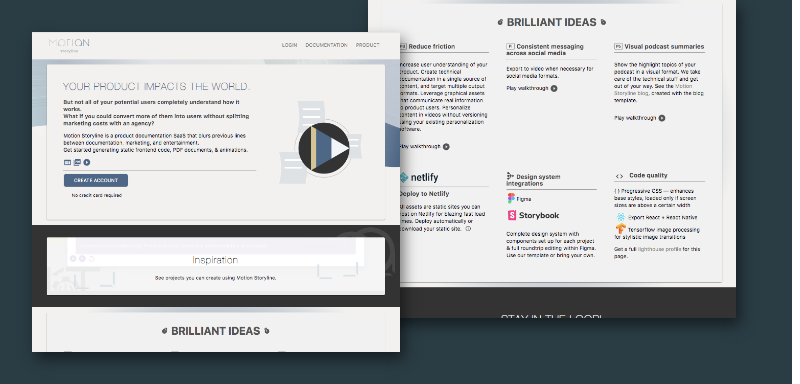 MOTION
storyline
LOGIN DOCUMENTATION PRODUCT
YOUR PRODUCT IMPACTS THE WORLD.
But not all of your potential users completely understand how it
works.
What if you could convert more of them into users without splitting
marketing costs with an agency?
Motion Storyline is a product documentation SaaS that blurs previous lines
between documentation, marketing, and entertainment.
Get started generating static frontend code, PDF documents, & animations.
CREATE ACCOUNT
No credit card required
Inspiration
See projects you can create using Motion Storyline.
BRILLIANT IDEAS
BRILLIANT IDEAS
Reduce friction
increase user understanding of your
product. Create technical
documentation in a single source of
content, and target multiple output
formats. Leverage graphical assets
that communicate real information
to product users. Personalize
content in videos without versioning
using your existing personalization
software.
Play walkthrough
Consistent messaging
across social media
Export to video when necessary for
social media formats.
Play walkthrough
Visual podcast summaries
Show the highlight topics of your
podcast in a visual format. We take
care of the technical stuff and get
out of your way. See the Motion
Storyline blog, created with the blog
template.
Play walkthrough
netlify
Deploy to Netlify
All assets are static sites you can
host on Netlify for blazing fast load
times. Deploy automatically or
download your static site.
Design system
integrations
Figma
Storybook
Complete design system with
components set up for each project
& full roundtrip editing within Figma.
Use our template or bring your own.
<> Code quality
{ } Progressive CSS — enhances
base styles, loaded only if screen
sizes are above a certain width
Export React + React Native
Tensorflow image processing
for stylistic image transitions
Get a full lighthouse profile for this
page.
STAY IN THE LOOP!